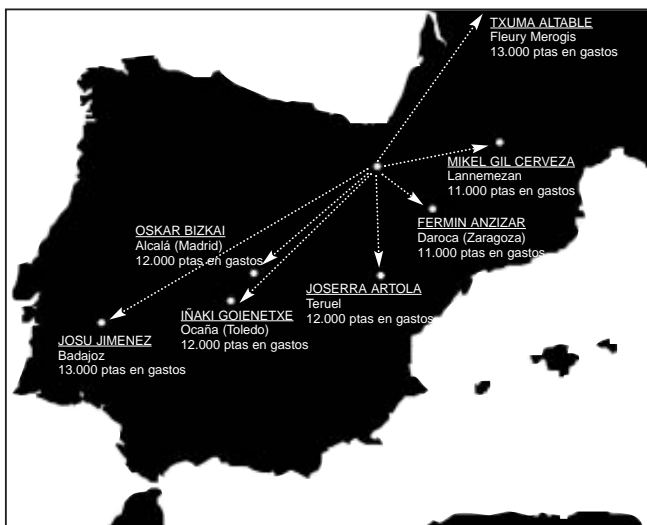 TXUMA ALTABLE
Fleury Merogis
13.000 ptas en gastos
MIKEL GIL CERVEZA
Lannemezan
11.000 ptas en gastos
FERMIN ANZIZAR
Daroca (Zaragoza)
11.000 ptas en gastos
OSKAR BIZKAI
Alcalá (Madrid)
12.000 ptas en gastos
JOSERRA ARTOLA
Teruel
12.000 ptas en gastos
IÑAKI GOIENETXE
Ocaña (Toledo)
12.000 ptas en gastos
JOSU JIMENEZ
Badajoz
13.000 ptas en gastos